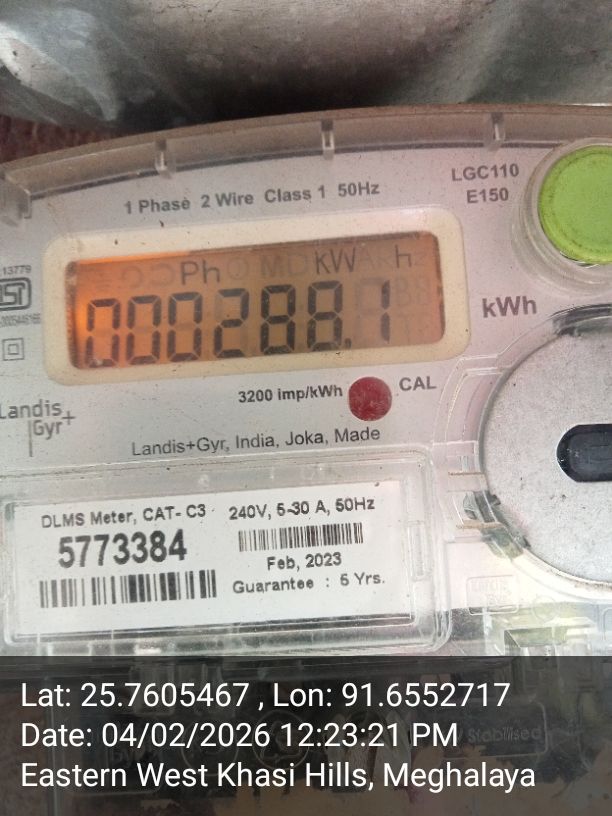 LGC110
E150
1 Phase 2 Wire Class 1 50Hz
13779
Ph MD KW h
000288.1
kWh
3200 imp/kWh
CAL
Landis+
Gyr
Landis+Gyr, India, Joka, Made
DLMS Meter, CAT- C3
240V, 5-30 A, 50Hz
5773384
Feb, 2023
Guarantee : 5 Yrs.
Lat: 25.7605467 , Lon: 91.6552717
Date: 04/02/2026 12:23:21 PM
Stabilised
Eastern West Khasi Hills, Meghalaya